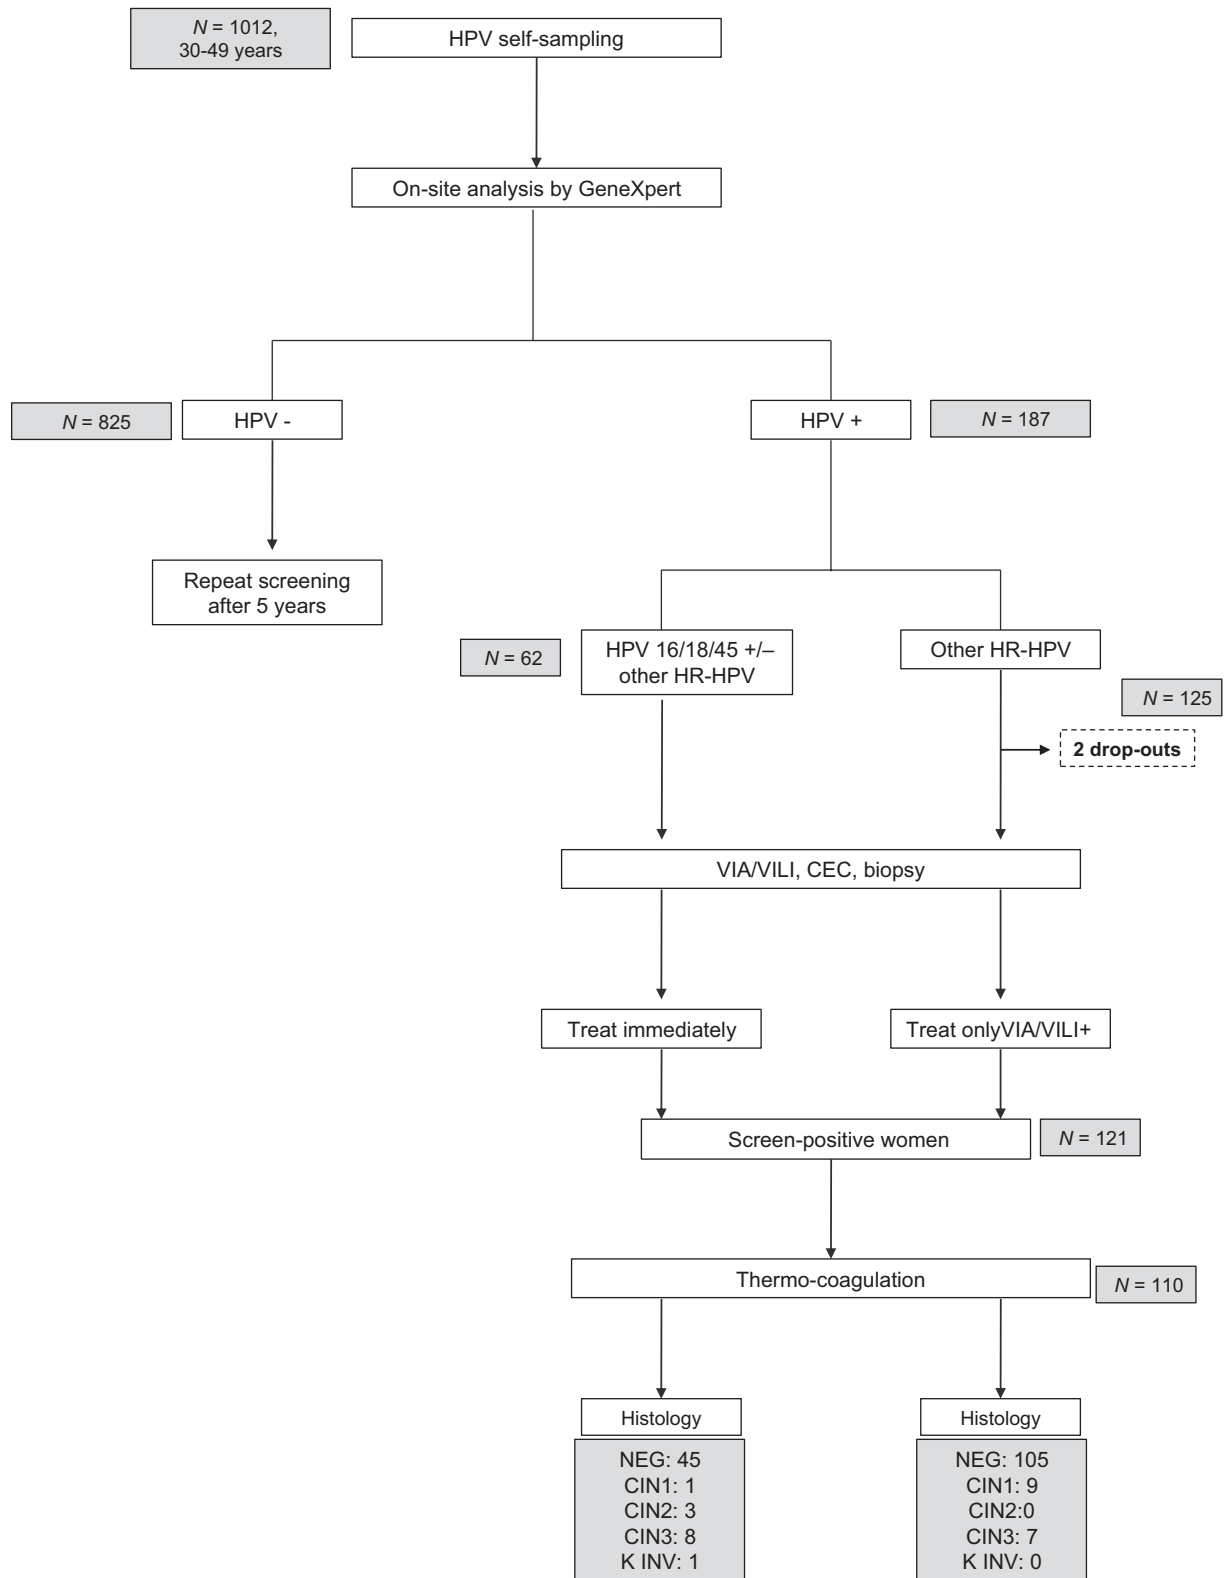 N = 1012,
30-49 years
HPV self-sampling
On-site analysis by GeneXpert
N = 825
HPV -
HPV +
N = 187
Repeat screening
after 5 years
N = 62
HPV 16/18/45 +/–
other HR-HPV
Other HR-HPV
N = 125
2 drop-outs
VIA/VILI, CEC, biopsy
Treat immediately
Treat onlyVIA/VILI+
Screen-positive women
N = 121
Thermo-coagulation
N = 110
Histology
NEG: 45
CIN1: 1
CIN2: 3
CIN3: 8
K INV: 1
Histology
NEG: 105
CIN1: 9
CIN2:0
CIN3: 7
K INV: 0